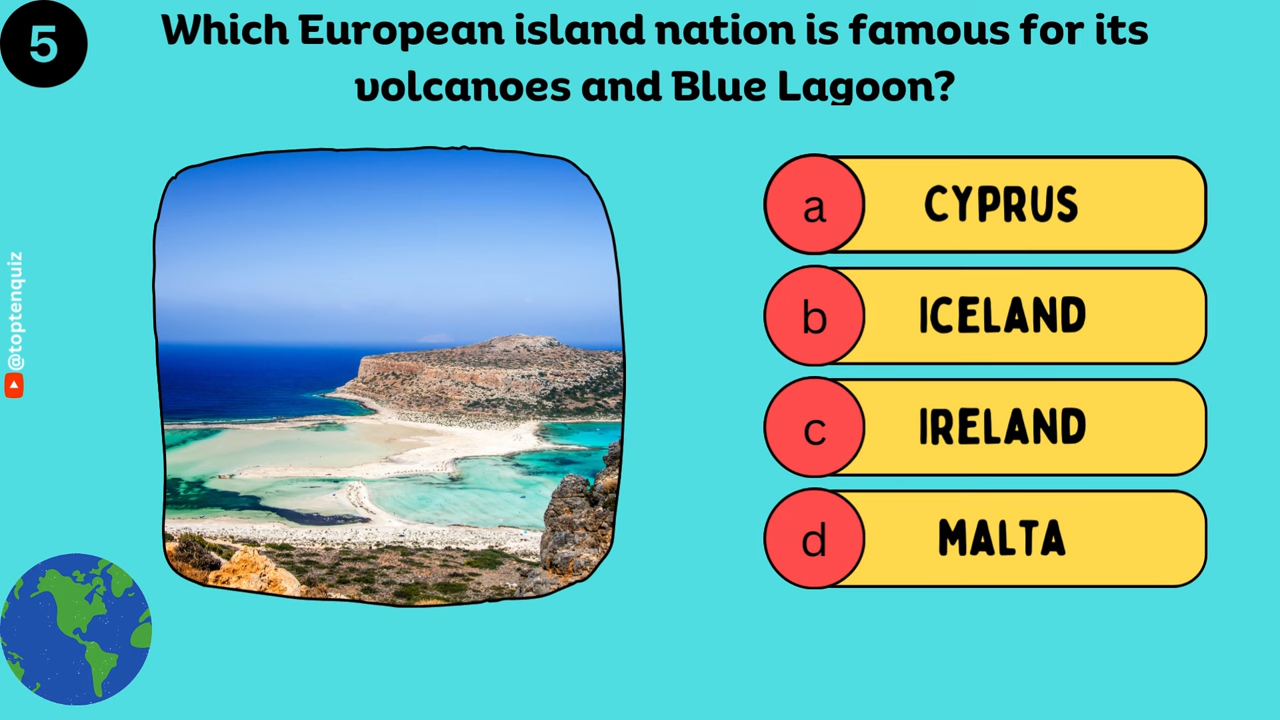 5
Which European island nation is famous for its
volcanoes and Blue Lagoon?
a CYPRUS
b ICELAND
c IRELAND
d MALTA
@toptenquiz